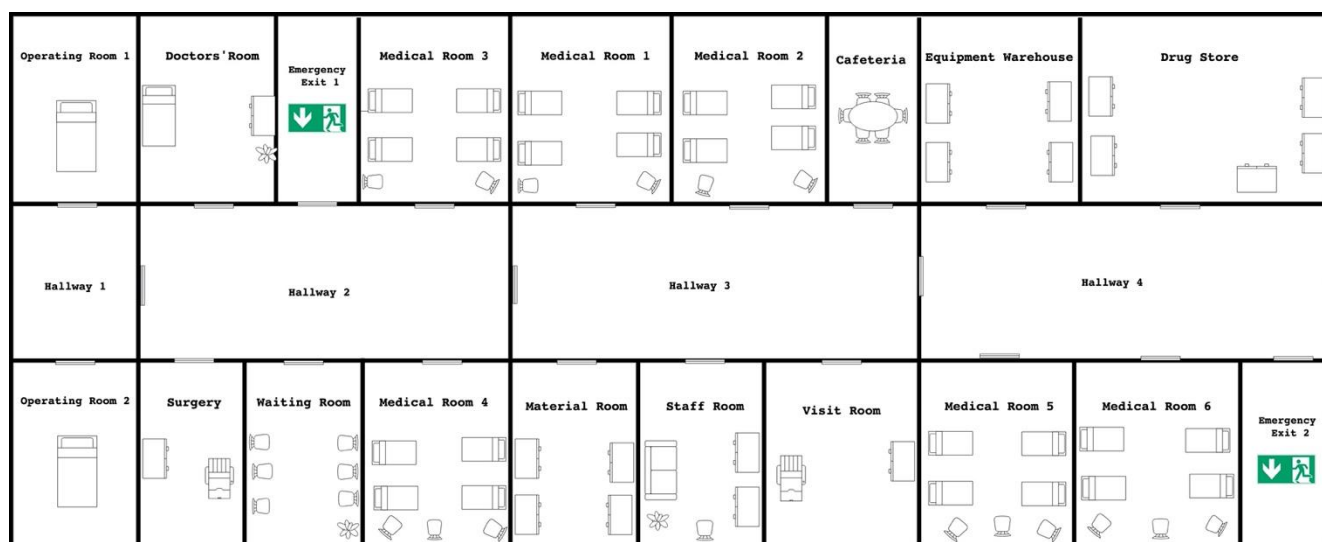 Operating Room 1
Doctors'Room
Emergency
Exit 1
Medical Room 3
Medical Room 1
Medical Room 2
Cafeteria
Equipment Warehouse
Drug Store
Hallway 1
Hallway 2
Hallway 3
Hallway 4
Operating Room 2
Surgery
Waiting Room
Medical Room 4
Material Room
Staff Room
Visit Room
Medical Room 5
Medical Room 6
Emergency
Exit 2